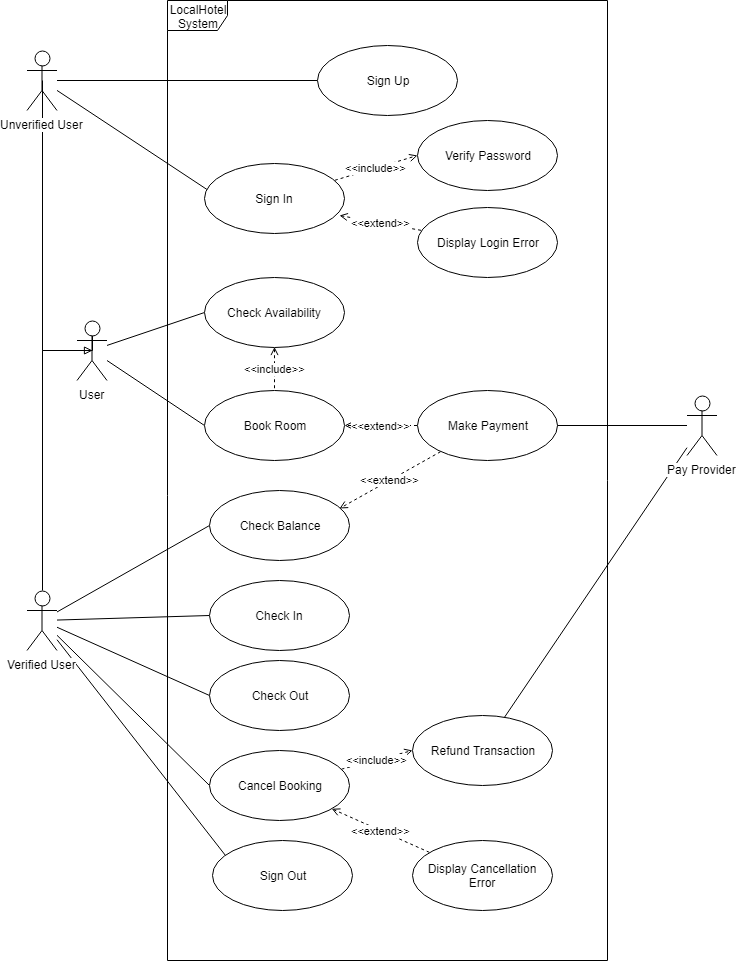 LocalHotel
System
Sign Up
Unverified User
Verify Password
<<include>>
Sign In
<<extend>>
Display Login Error
Check Availability
<<include>>
User
Book Room
<<extend>>
Make Payment
Pay Provider
<<extend>>
Check Balance
Check In
Verified User
Check Out
Refund Transaction
<<include>>
Cancel Booking
<<extend>>
Display Cancellation
Error
Sign Out